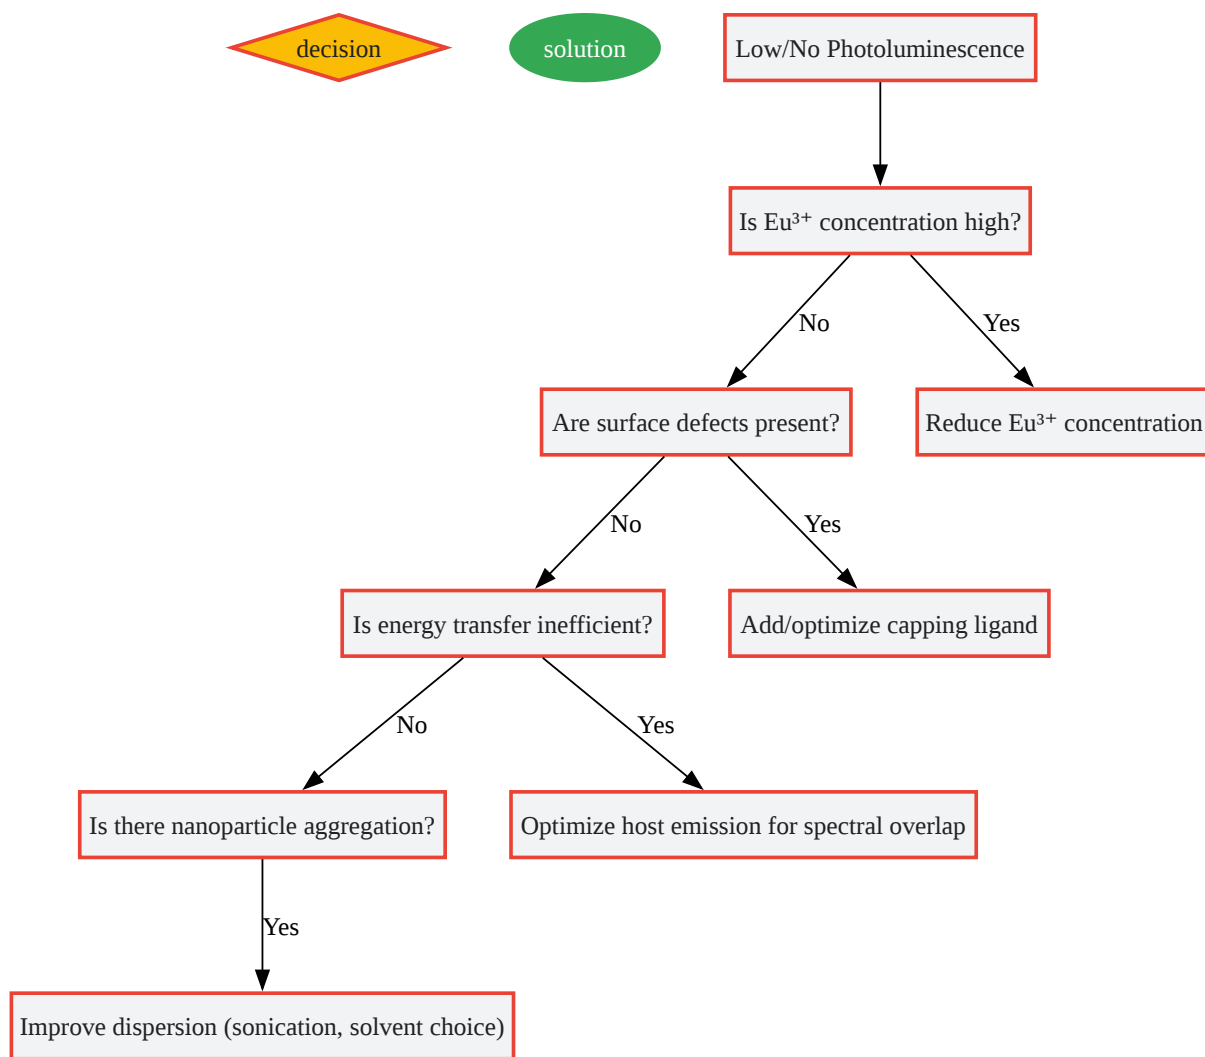 decision
solution
Low/No Photoluminescence
Is Eu³⁺ concentration high?
No
Yes
Are surface defects present?
Reduce Eu³⁺ concentration
No
Yes
Is energy transfer inefficient?
Add/optimize capping ligand
No
Yes
Is there nanoparticle aggregation?
Optimize host emission for spectral overlap
Yes
Improve dispersion (sonication, solvent choice)